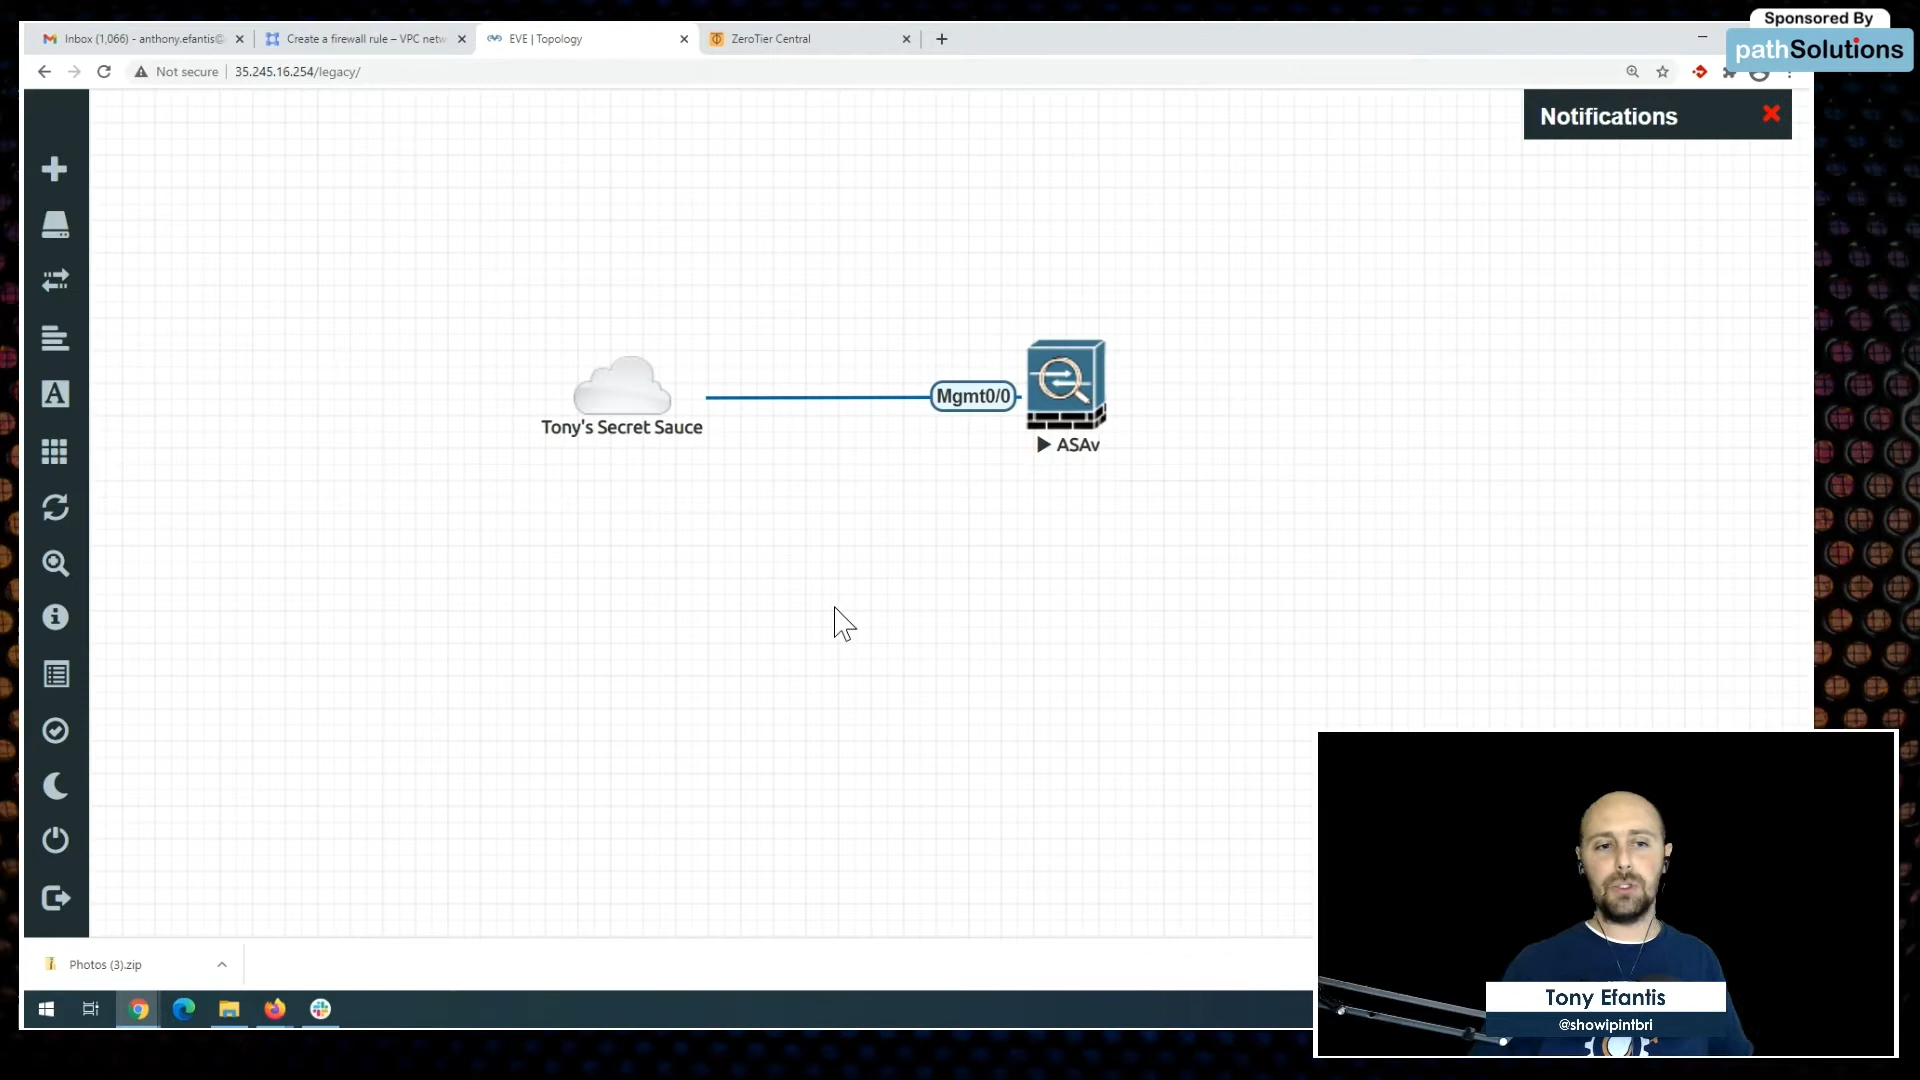 Sponsored By
pathSolutions
Inbox (1,066) - anthony.efantis@
Create a firewall rule – VPC netw
EVE | Topology
ZeroTier Central
Not secure
35.245.16.254/legacy/
Notifications
Mgmt0/0
Tony's Secret Sauce
ASAv
A
Photos (3).zip
Tony Efantis
@showipintbri